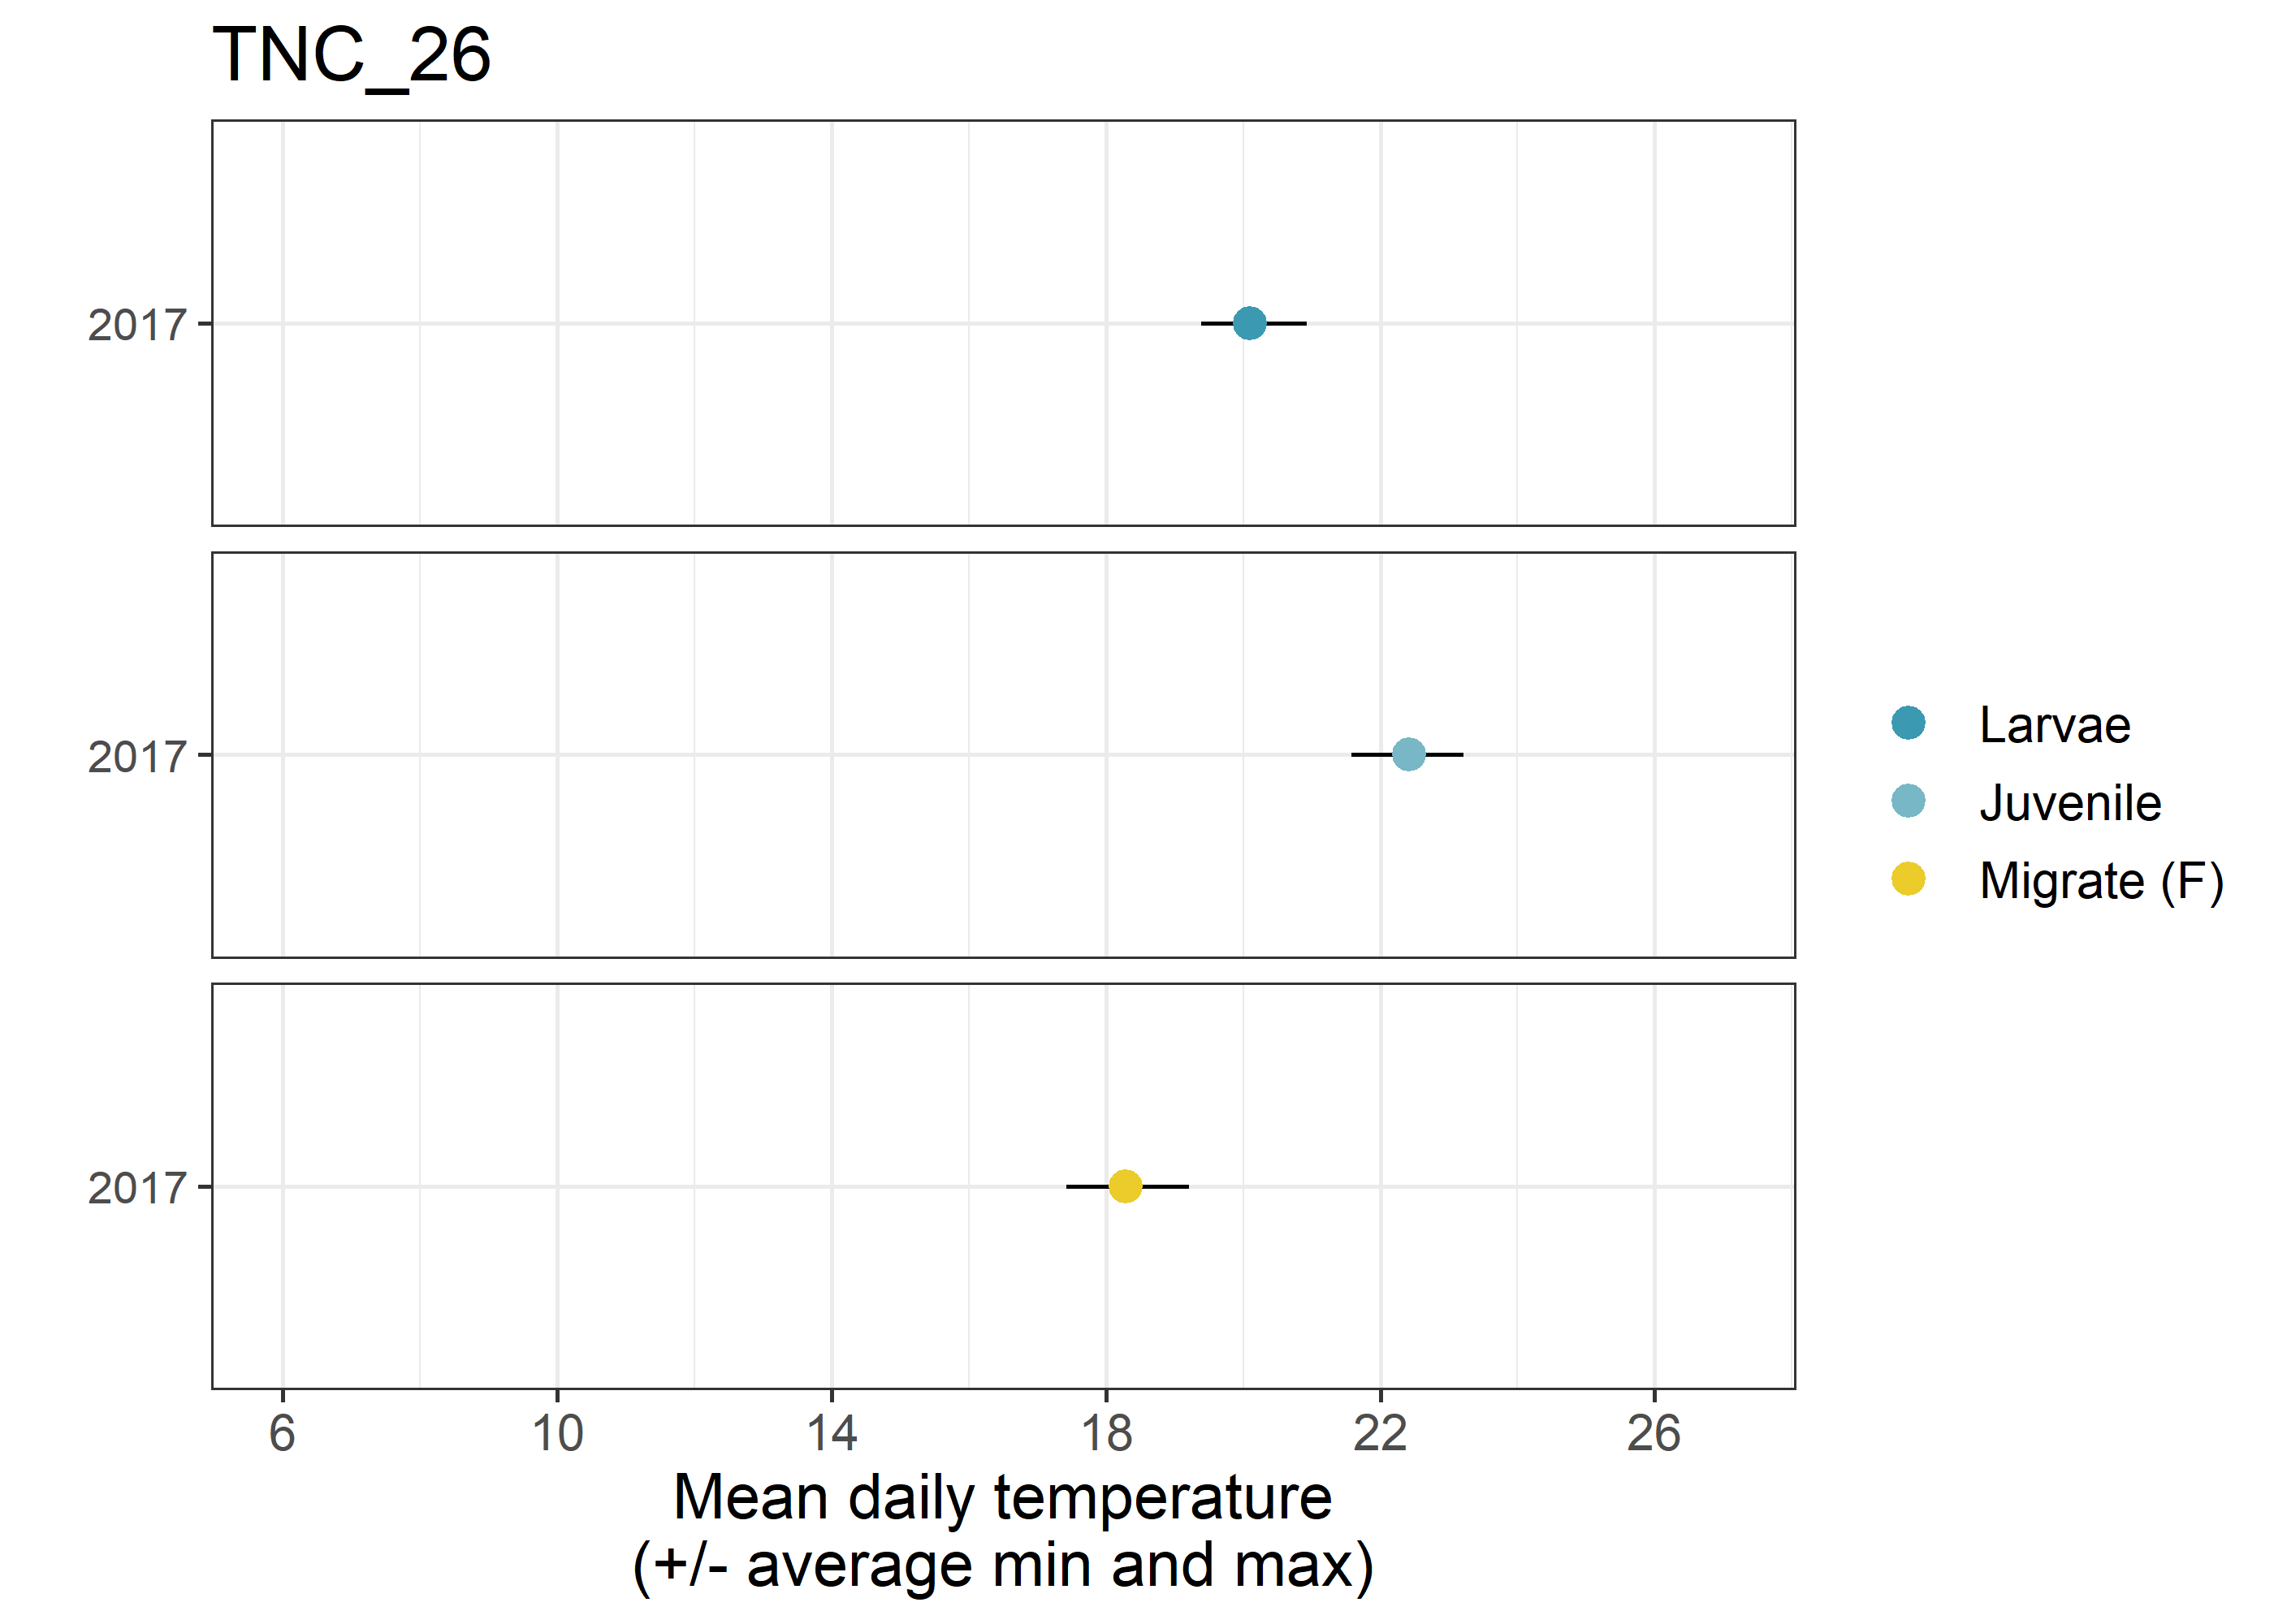 TNC_26
2017
2017
2017
Larvae
Juvenile
Migrate (F)
6 10 14 18 22 26
Mean daily temperature
(+/- average min and max)